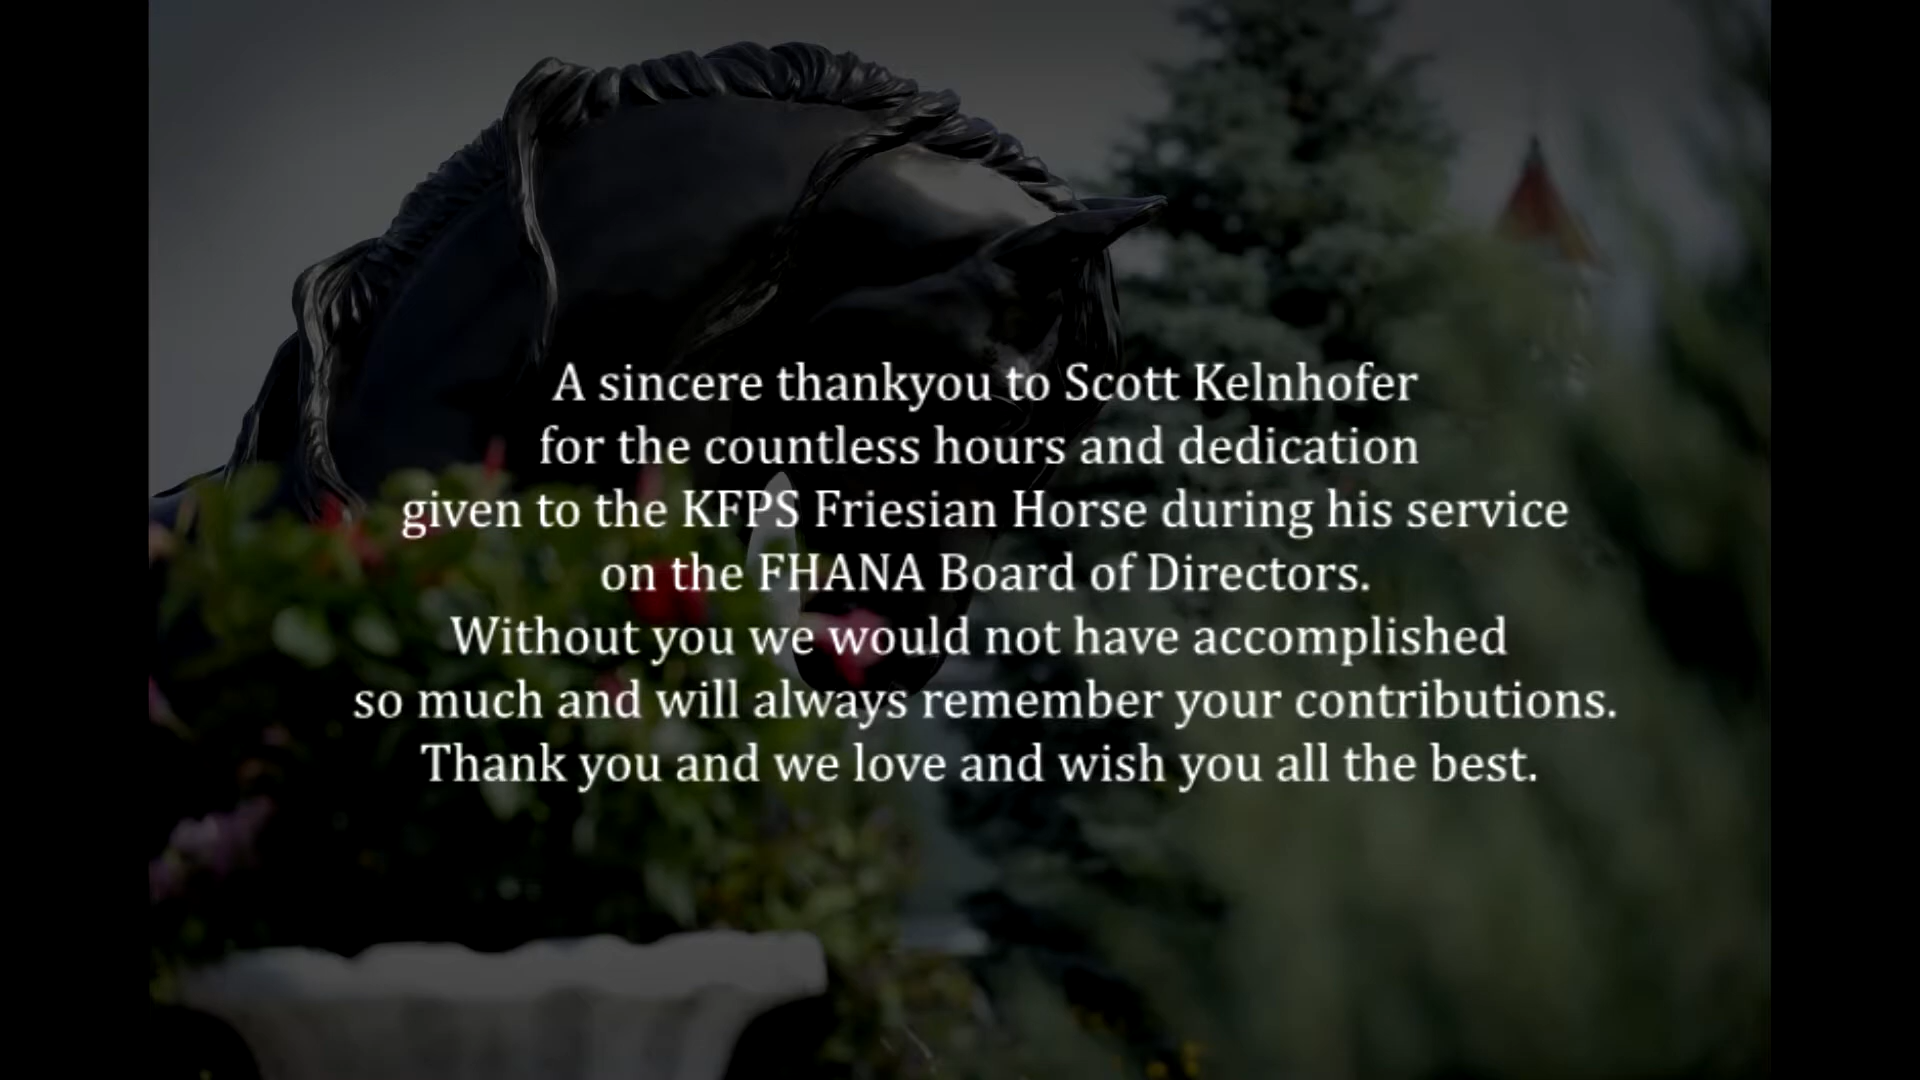 A sincere thankyou to Scott Kelnhofer
for the countless hours and dedication
given to the KFPS Friesian Horse during his service
on the FHANA Board of Directors.
Without you we would not have accomplished
so much and will always remember your contributions.
Thank you and we love and wish you all the best.